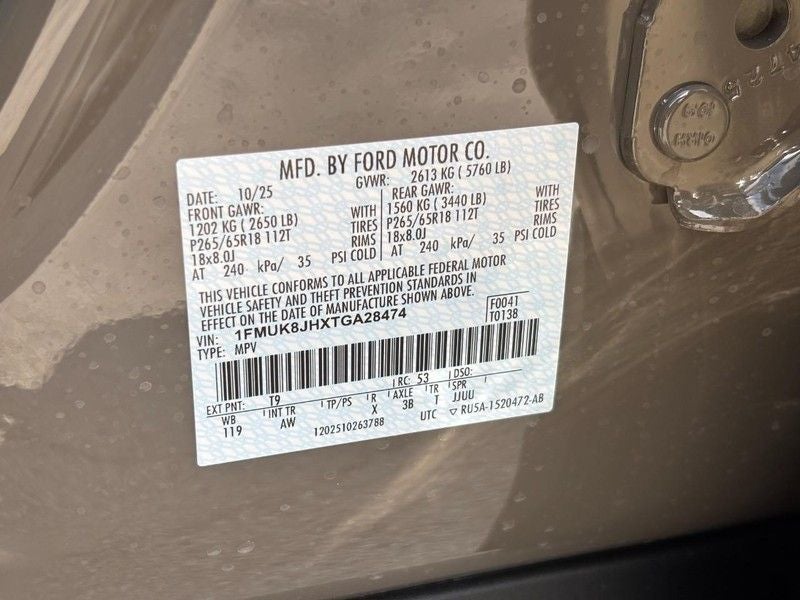 MFD. BY FORD MOTOR CO.
DATE: 10/25 GVWR: 2613 KG ( 5760 LB)
FRONT GAWR: REAR GAWR:
1202 KG ( 2650 LB) WITH 1560 KG ( 3440 LB) WITH
P265/65R18 112T TIRES P265/65R18 112T TIRES
18x8.0J RIMS 18x8.0J RIMS
AT 240 kPa/ 35 PSI COLD AT 240 kPa/ 35 PSI COLD
THIS VEHICLE CONFORMS TO ALL APPLICABLE FEDERAL MOTOR
VEHICLE SAFETY AND THEFT PREVENTION STANDARDS IN
EFFECT ON THE DATE OF MANUFACTURE SHOWN ABOVE.
VIN: 1FMUK8JHXTGA28474 F0041
TYPE: MPV T0138
EXT PNT: T9 RC: 53 DSO:
WB INT TR TP/PS R AXLE TR SPR
119 AW X 3B T JJUU
1202510263788 UTC ▽ RU5A-1520472-AB